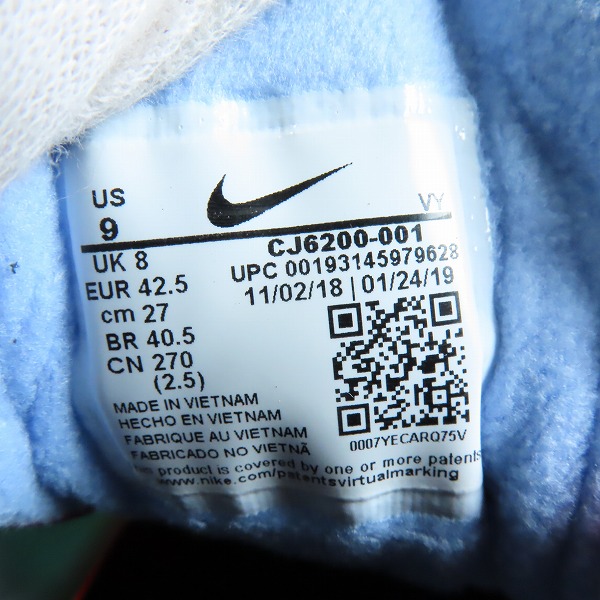 US
9
UK 8
EUR 42.5
cm 27
BR 40.5
CN 270
(2.5)
VY
CJ6200-001
UPC 00193145979628
11/02/18 | 01/24/19
0007YECARQ75V
MADE IN VIETNAM
HECHO EN VIETNAM
FABRIQUE AU VIETNAM
FABRICADO NO VIETNÃ
This product is covered by one or more patents
www.nike.com/patentsvirtualmarking